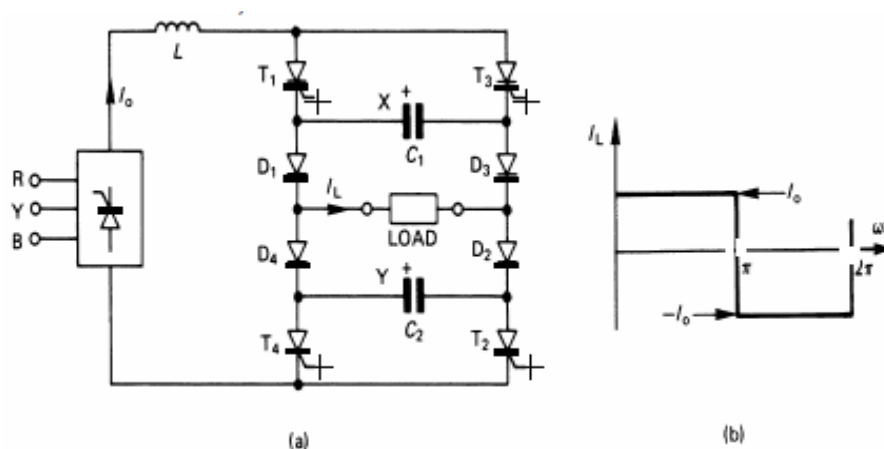 L
T₁
T₃
I₀
X
+
C₁
R
Y
B
D₁
D₃
I_L
LOAD
D₄
D₂
Y
+
C₂
T₄
T₂
(a)
I_L
I₀
ω
π
2π
-I₀
(b)